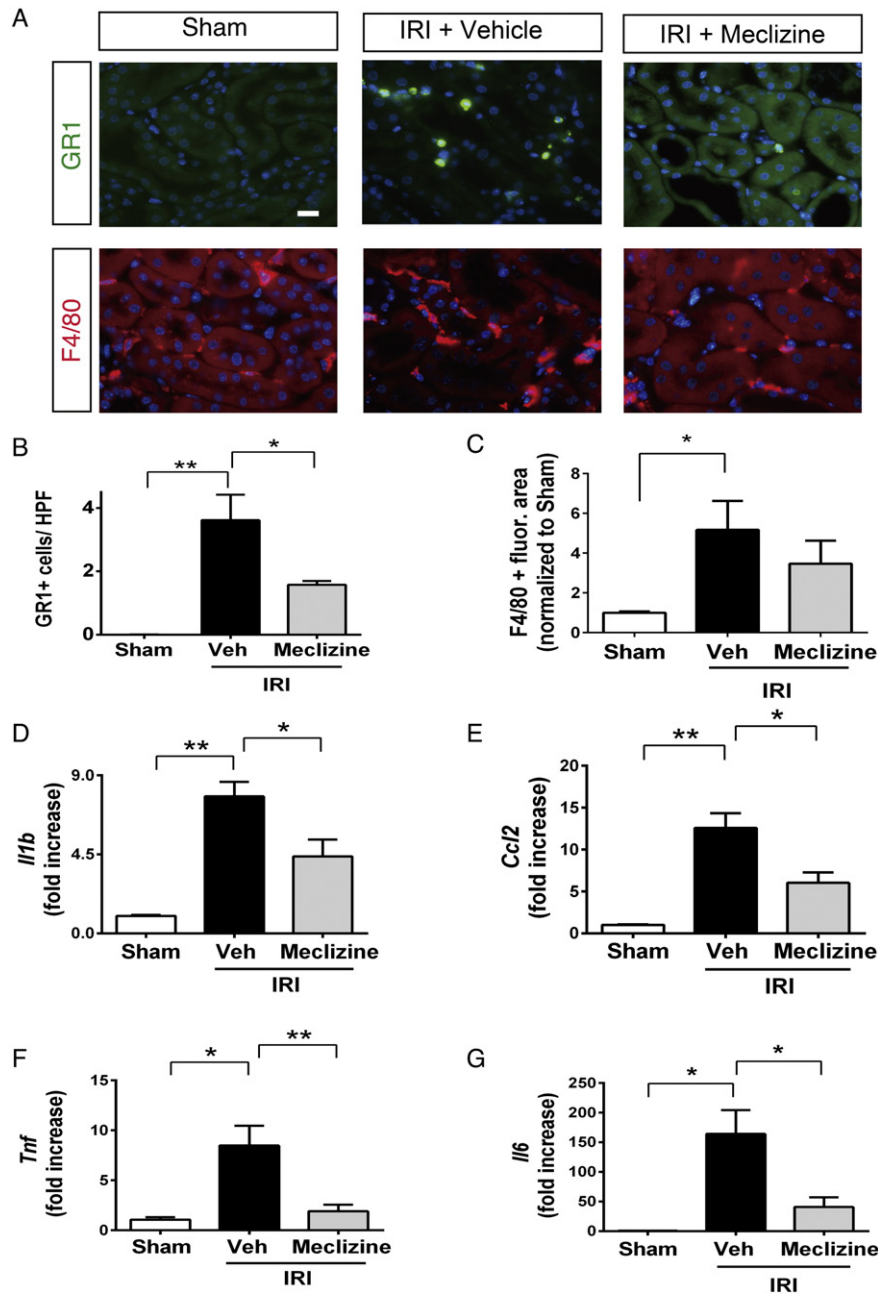 A
Sham
IRI + Vehicle
IRI + Meclizine
GR1
F4/80
B
GR1+ cells/ HPF
4
2
0
**
*
Sham
Veh
Meclizine
IRI
C
F4/80 + fluor. area
(normalized to Sham)
8
6
4
2
0
*
Sham
Veh
Meclizine
IRI
D
Il1b
(fold increase)
9.0
4.5
0.0
**
*
Sham
Veh
Meclizine
IRI
E
Ccl2
(fold increase)
20
15
10
5
0
**
*
Sham
Veh
Meclizine
IRI
F
Tnf
(fold increase)
15
10
5
0
*
**
Sham
Veh
Meclizine
IRI
G
Il6
(fold increase)
250
200
150
100
50
0
*
*
Sham
Veh
Meclizine
IRI